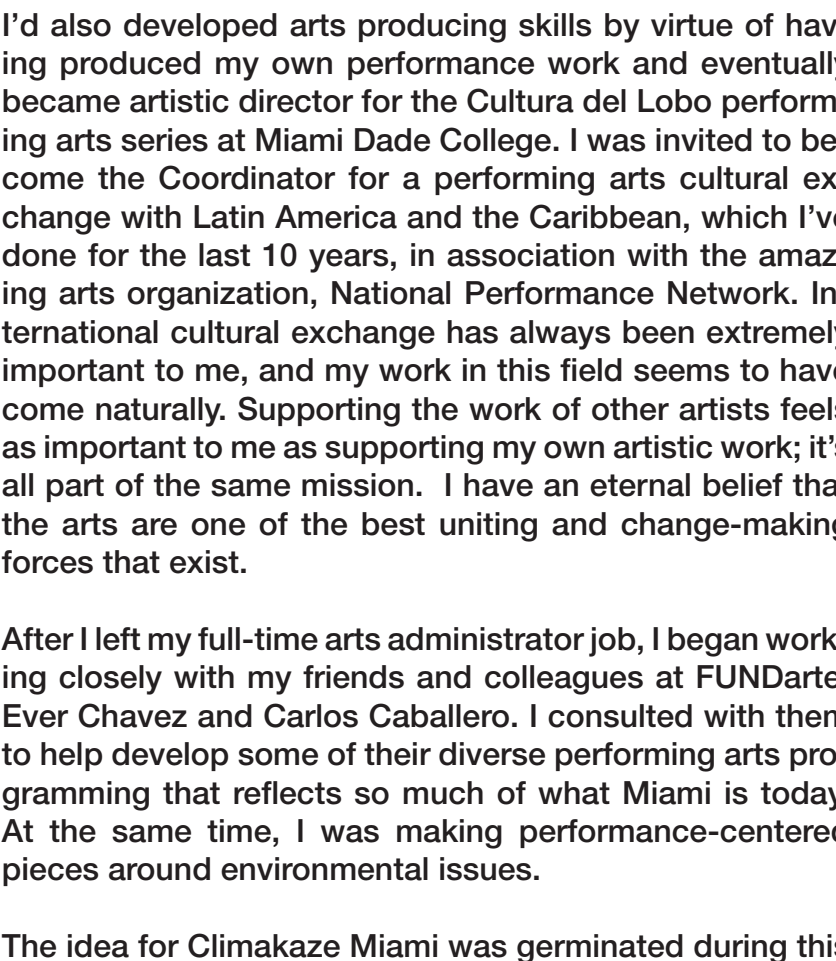 I'd also developed arts producing skills by virtue of hav
ing produced my own performance work and eventually
became artistic director for the Cultura del Lobo perform
ing arts series at Miami Dade College. I was invited to be
come the Coordinator for a performing arts cultural ex
change with Latin America and the Caribbean, which I've
done for the last 10 years, in association with the amaz
ing arts organization, National Performance Network. In
ternational cultural exchange has always been extremely
important to me, and my work in this field seems to have
come naturally. Supporting the work of other artists feels
as important to me as supporting my own artistic work; it's
all part of the same mission.  I have an eternal belief tha
the arts are one of the best uniting and change-making
forces that exist.

After I left my full-time arts administrator job, I began work
ing closely with my friends and colleagues at FUNDarte
Ever Chavez and Carlos Caballero. I consulted with them
to help develop some of their diverse performing arts pro
gramming that reflects so much of what Miami is today
At the same time, I was making performance-centered
pieces around environmental issues.

The idea for Climakaze Miami was germinated during this